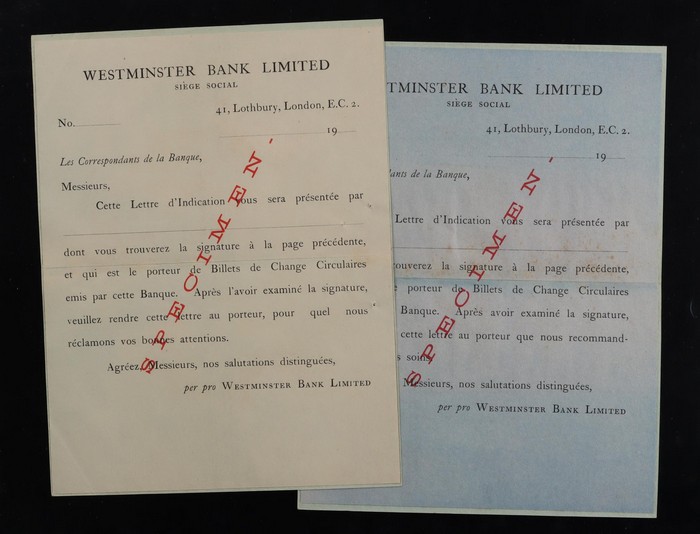 WESTMINSTER BANK LIMITED
SIÈGE SOCIAL
41, Lothbury, London, E.C. 2.
No.
19
Les Correspondants de la Banque,
Messieurs,
Cette Lettre d'Indication vous sera présentée par
dont vous trouverez la signature à la page précédente,
et qui est le porteur de Billets de Change Circulaires
emis par cette Banque. Après l'avoir examiné la signature,
veuillez rendre cette lettre au porteur, pour quel nous
réclamons vos bonnes attentions.
Agréez, Messieurs, nos salutations distinguées,
per pro WESTMINSTER BANK LIMITED
SPECIMEN.
TMINSTER BANK LIMITED
SIÈGE SOCIAL
41, Lothbury, London, E.C. 2.
19
ants de la Banque,
Lettre d'Indication vous sera présentée par
ouverez la signature à la page précédente,
porteur de Billets de Change Circulaires
Banque. Après avoir examiné la signature,
cette lettre au porteur que nous recommand-
s soins.
Messieurs, nos salutations distinguées,
per pro WESTMINSTER BANK LIMITED
SPECIMEN.